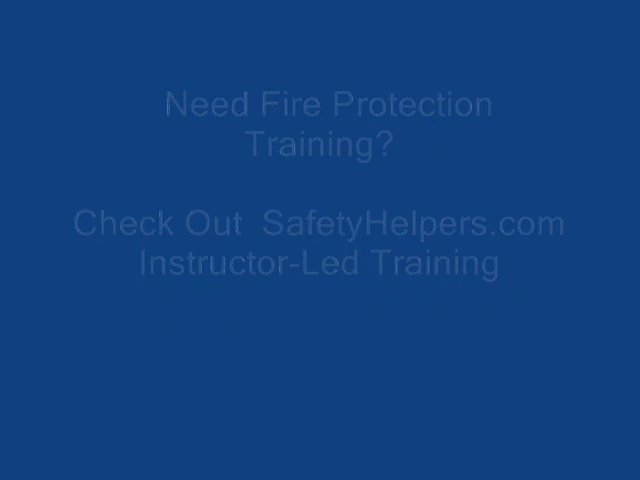 Need Fire Protection
Training?
Check Out  SafetyHelpers.com
Instructor-Led Training